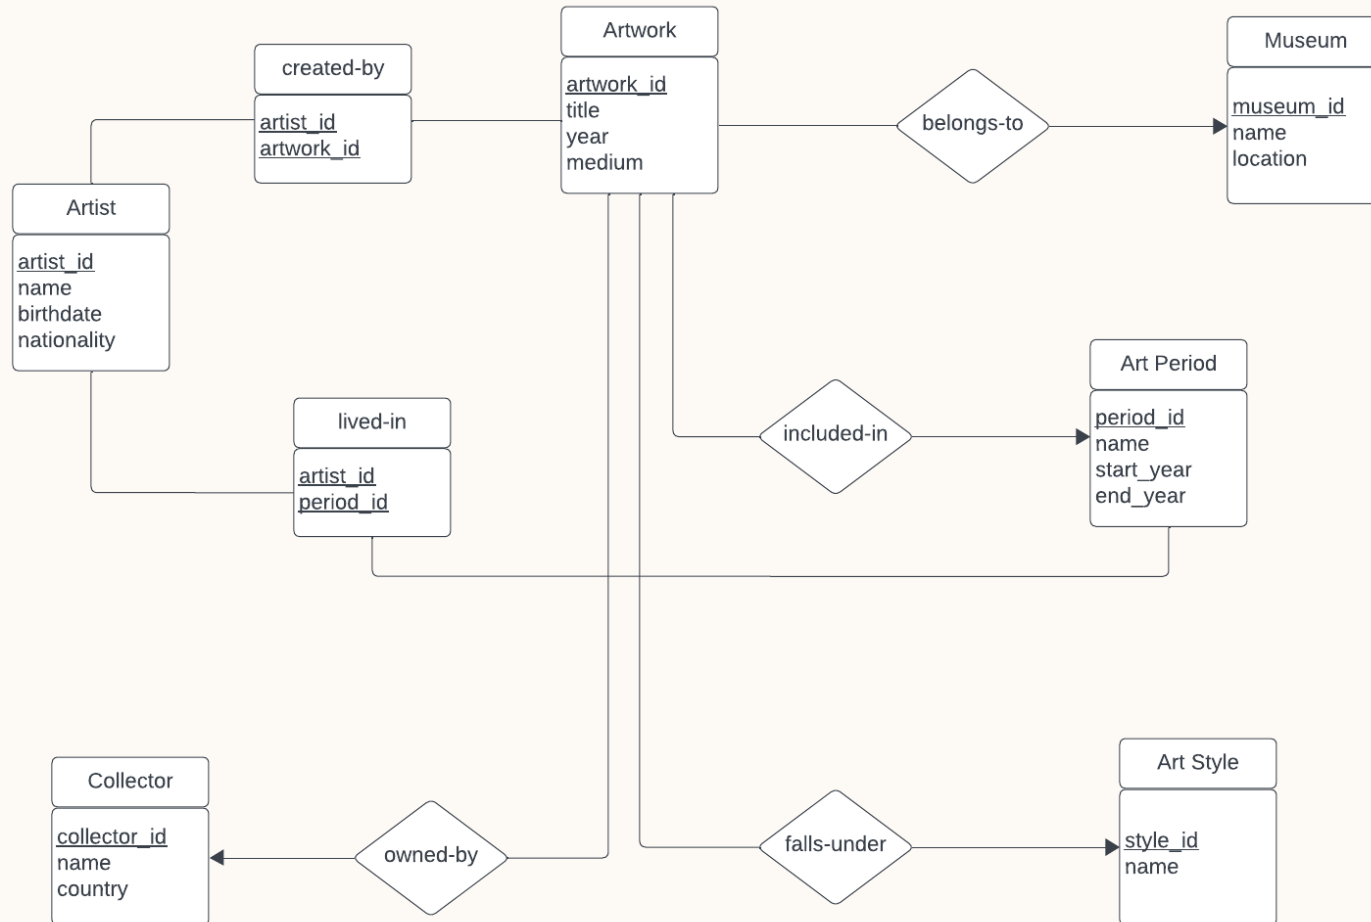 Artwork
artwork_id
title
year
medium
created-by
artist_id
artwork_id
belongs-to
Museum
museum_id
name
location
Artist
artist_id
name
birthdate
nationality
lived-in
artist_id
period_id
included-in
Art Period
period_id
name
start_year
end_year
Collector
collector_id
name
country
owned-by
falls-under
Art Style
style_id
name